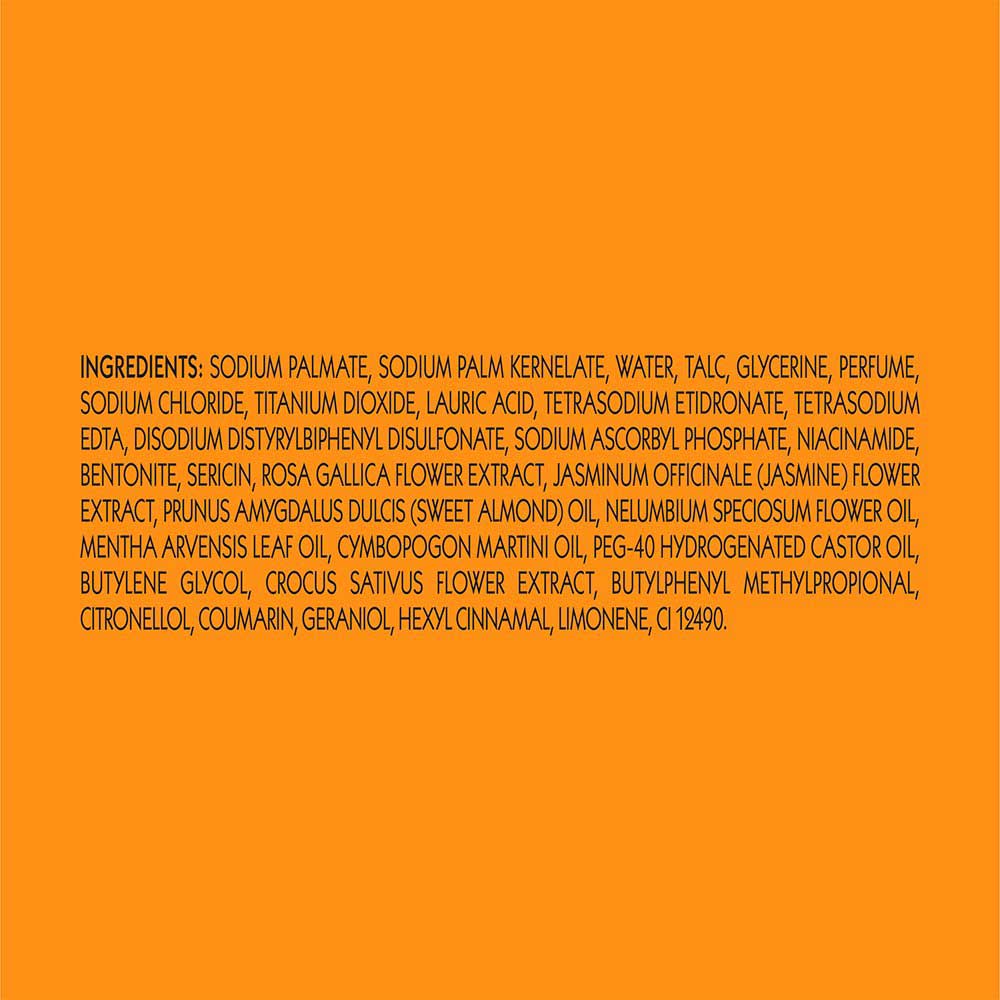 INGREDIENTS: SODIUM PALMATE, SODIUM PALM KERNELATE, WATER, TALC, GLYCERINE, PERFUME,
SODIUM CHLORIDE, TITANIUM DIOXIDE, LAURIC ACID, TETRASODIUM ETIDRONATE, TETRASODIUM
EDTA, DISODIUM DISTYRYLBIPHENYL DISULFONATE, SODIUM ASCORBYL PHOSPHATE, NIACINAMIDE,
BENTONITE, SERICIN, ROSA GALLICA FLOWER EXTRACT, JASMINUM OFFICINALE (JASMINE) FLOWER
EXTRACT, PRUNUS AMYGDALUS DULCIS (SWEET ALMOND) OIL, NELUMBIUM SPECIOSUM FLOWER OIL,
MENTHA ARVENSIS LEAF OIL, CYMBOPOGON MARTINI OIL, PEG-40 HyDROGENATED CASTOR OIL,
BUTYLENE GLYCOL, CROCUS SATIVUS FLOWER EXTRACT, BUTYLPHENYL METHYLPROPIONAL,
CITRONELLOL, COUMARIN, GERANIOL, HEXYL CINNAMAL, LIMONENE, CI 12490.